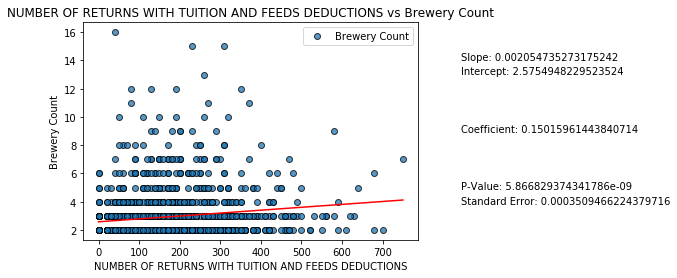 NUMBER OF RETURNS WITH TUITION AND FEEDS DEDUCTIONS vs Brewery Count
Brewery Count
16
14
12
10
8
6
4
2
Brewery Count
0 100 200 300 400 500 600 700
NUMBER OF RETURNS WITH TUITION AND FEEDS DEDUCTIONS
Slope: 0.002054735273175242
Intercept: 2.5754948229523524
Coefficient: 0.15015961443840714
P-Value: 5.866829374341786e-09
Standard Error: 0.0003509466224379716